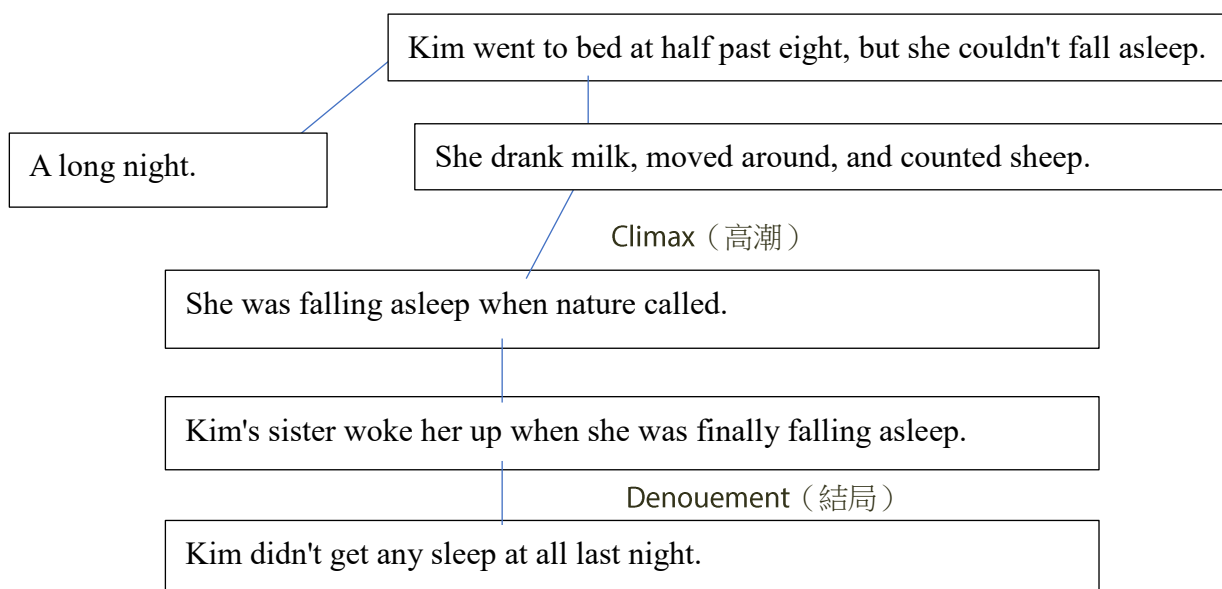 Kim went to bed at half past eight, but she couldn't fall asleep.
A long night.
She drank milk, moved around, and counted sheep.
Climax（高潮）
She was falling asleep when nature called.
Kim's sister woke her up when she was finally falling asleep.
Denouement（結局）
Kim didn't get any sleep at all last night.